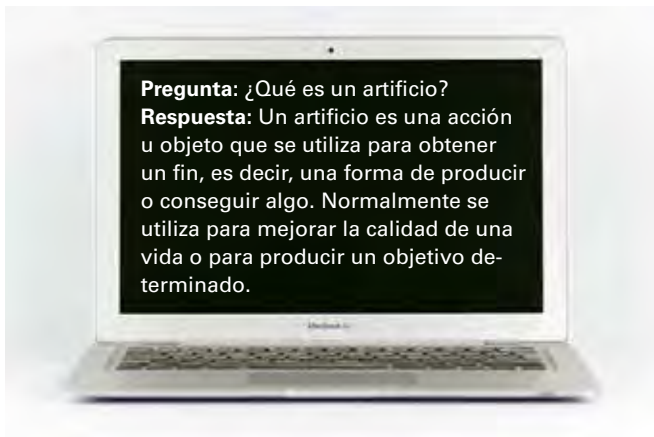 Pregunta: ¿Qué es un artificio?
Respuesta: Un artificio es una acción
u objeto que se utiliza para obtener
un fin, es decir, una forma de producir
o conseguir algo. Normalmente se
utiliza para mejorar la calidad de una
vida o para producir un objetivo de-
terminado.